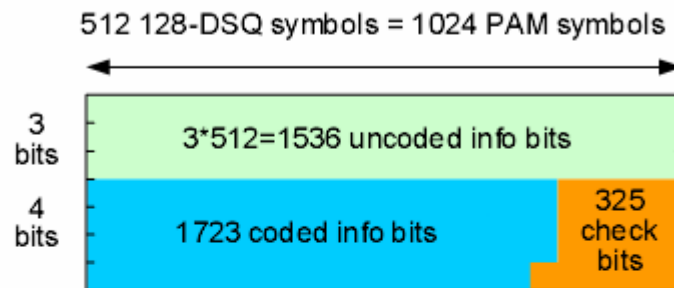 512 128-DSQ symbols = 1024 PAM symbols
3
bits
3*512=1536 uncoded info bits
4
bits
1723 coded info bits
325
check
bits